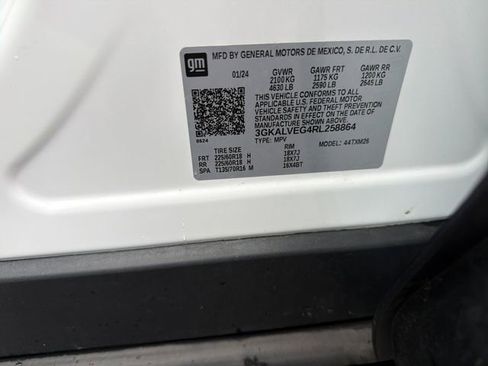 gm
MFD BY GENERAL MOTORS DE MEXICO, S. DE R.L. DE C.V.
01/24 GVWR GAWR FRT GAWR RR
2100 KG 1175 KG 1200 KG
4630 LB 2590 LB 2645 LB
THIS VEHICLE CONFORMS TO ALL
APPLICABLE U.S. FEDERAL MOTOR
VEHICLE SAFETY AND THEFT PREVENTION
STANDARDS IN EFFECT ON THE DATE OF
MANUFACTURE SHOWN ABOVE.
3GKALVEG4RL258864
8624 TYPE: MPV MODEL: 44TXM26
TIRE SIZE RIM
FRT 225/60R18 H 18X7J
RR 225/60R18 H 18X7J
SPA T135/70R16 M 16X4BT